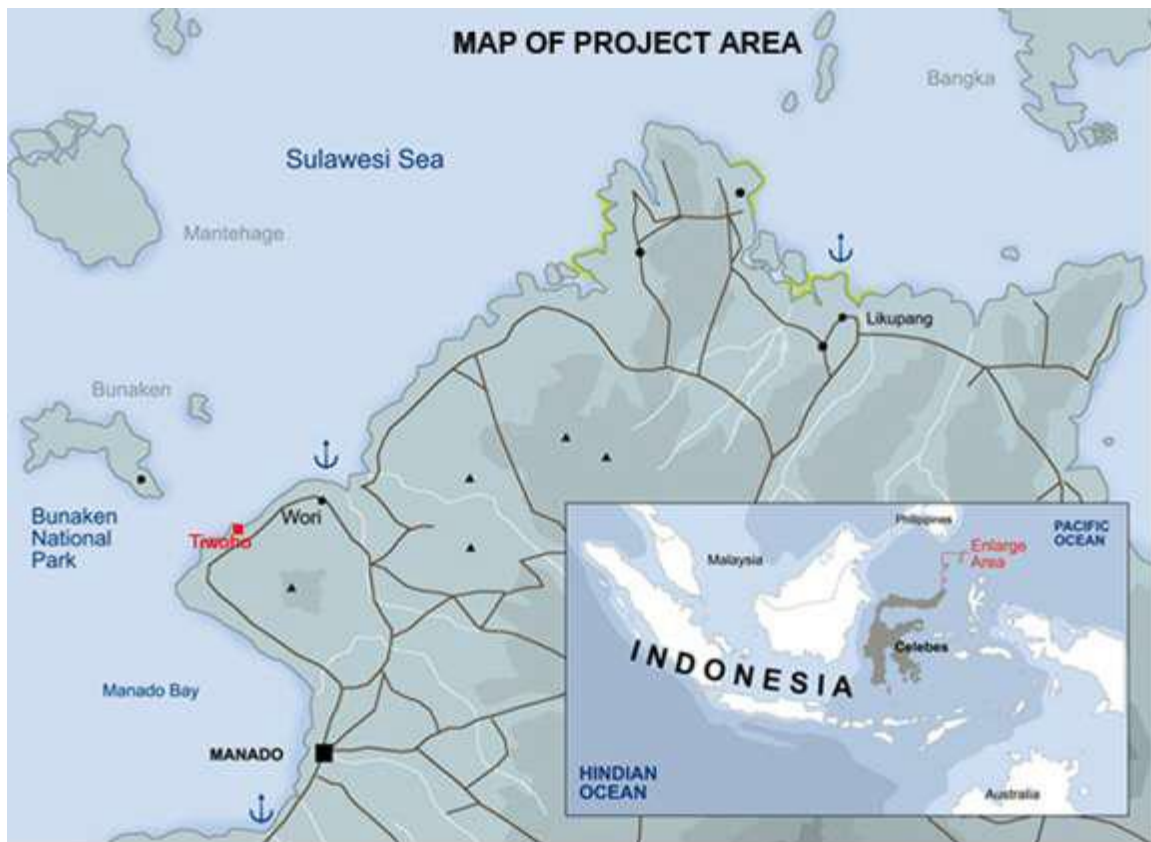 MAP OF PROJECT AREA
Bangka
Sulawesi Sea
Mantehage
Likupang
Bunaken
Bunaken
National
Park
Wori
Tiwoho
Manado Bay
MANADO
Philippines
PACIFIC
OCEAN
Malaysia
Enlarge
Area
Celebes
INDONESIA
HINDIAN
OCEAN
Australia